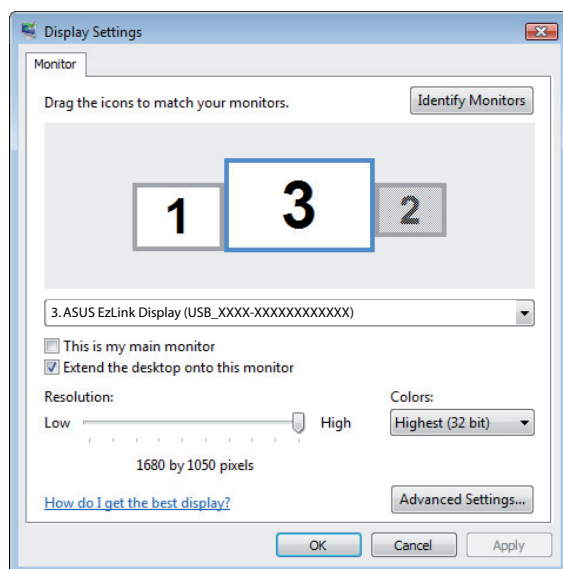 Display Settings
Monitor
Drag the icons to match your monitors.
Identify Monitors
1
3
2
3. ASUS EzLink Display (USB_XXXX-XXXXXXXXXXXX)
This is my main monitor
Extend the desktop onto this monitor
Resolution:
Colors:
Low
High
Highest (32 bit)
1680 by 1050 pixels
How do I get the best display?
Advanced Settings...
OK
Cancel
Apply